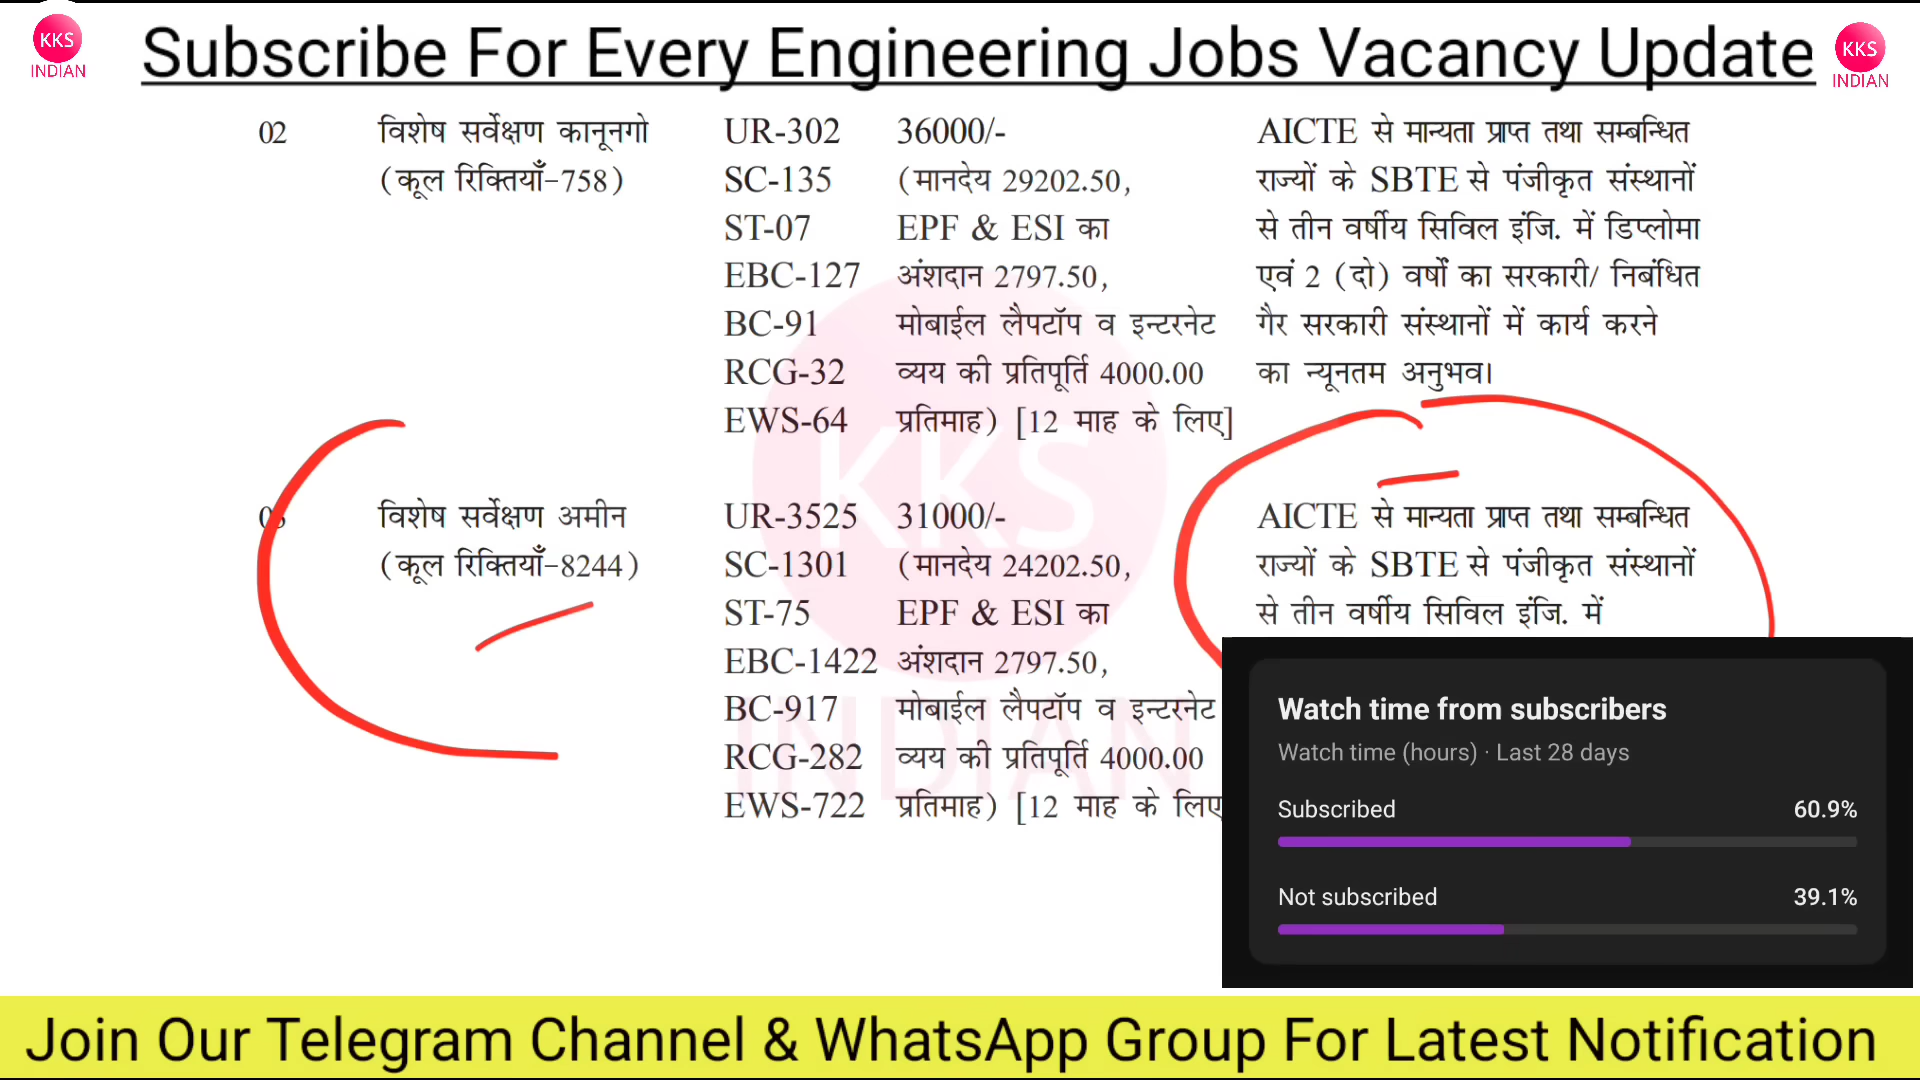 KKS
INDIAN
Subscribe For Every Engineering Jobs Vacancy Update
KKS
INDIAN
02 विशेष सर्वेक्षण कानूनगो UR-302 36000/- AICTE से मान्यता प्राप्त तथा सम्बन्धित
(कूल रिक्तियाँ-758) SC-135 (मानदेय 29202.50, राज्यों के SBTE से पंजीकृत संस्थानों
ST-07 EPF & ESI का से तीन वर्षीय सिविल इंजि. में डिप्लोमा
EBC-127 अंशदान 2797.50, एवं 2 (दो) वर्षों का सरकारी/ निबंधित
BC-91 मोबाईल लैपटॉप व इन्टरनेट गैर सरकारी संस्थानों में कार्य करने
RCG-32 व्यय की प्रतिपूर्ति 4000.00 का न्यूनतम अनुभव।
EWS-64 प्रतिमाह) [12 माह के लिए]
03 विशेष सर्वेक्षण अमीन UR-3525 31000/- AICTE से मान्यता प्राप्त तथा सम्बन्धित
(कूल रिक्तियाँ-8244) SC-1301 (मानदेय 24202.50, राज्यों के SBTE से पंजीकृत संस्थानों
ST-75 EPF & ESI का से तीन वर्षीय सिविल इंजि. में
EBC-1422 अंशदान 2797.50,
BC-917 मोबाईल लैपटॉप व इन्टरनेट
RCG-282 व्यय की प्रतिपूर्ति 4000.00
EWS-722 प्रतिमाह) [12 माह के लिए
KKS
INDIAN
Watch time from subscribers
Watch time (hours) · Last 28 days
Subscribed 60.9%
Not subscribed 39.1%
Join Our Telegram Channel & WhatsApp Group For Latest Notification